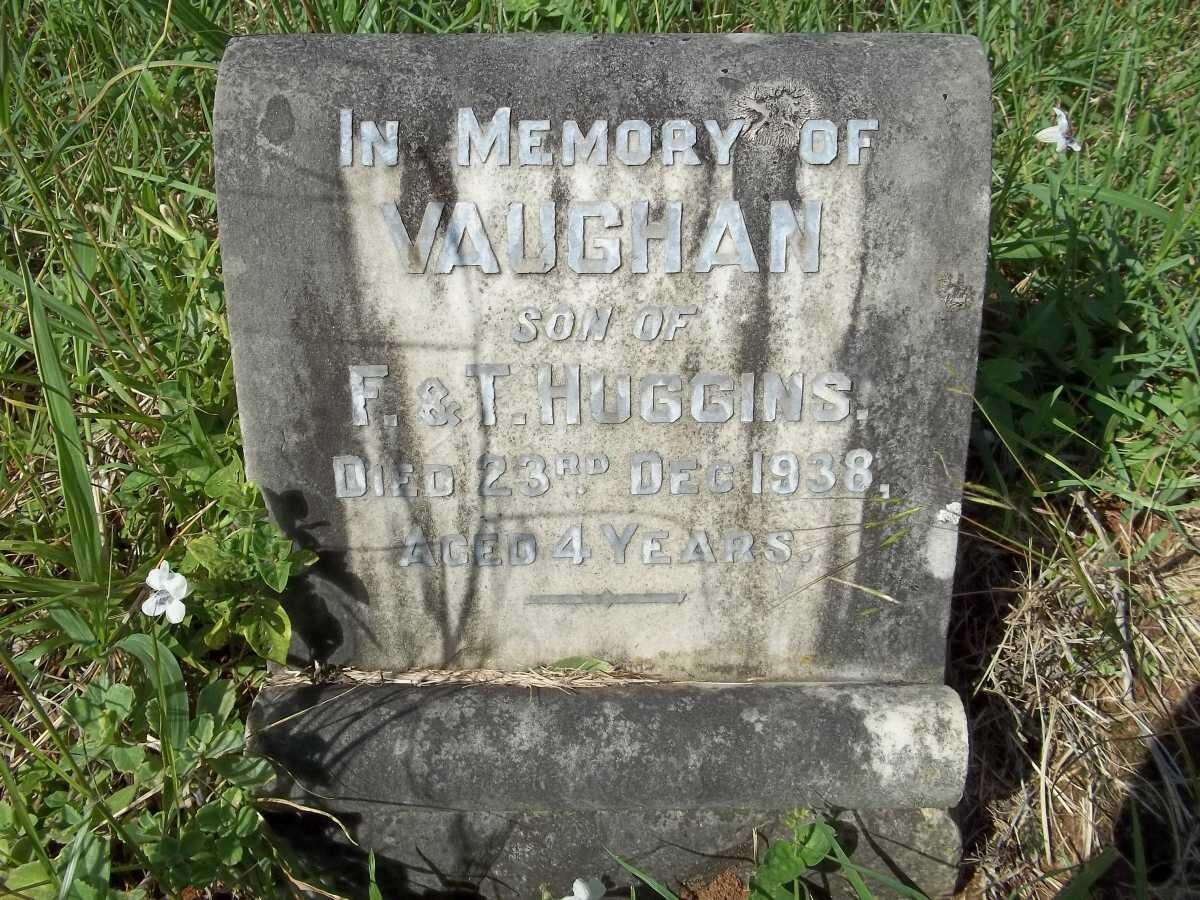 In Memory of
VAUGHAN
SON OF
F. & T. HUGGINS.
DIED 23RD DEC 1938,
AGED 4 YEARS.